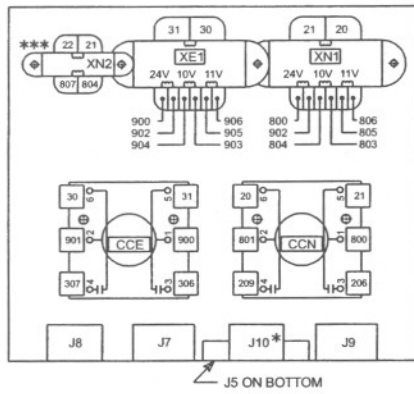 31 30
21 20
*** 22 21
XN2
XE1
XN1
807 804
24V 10V 11V
24V 10V 11V
900 906
902 905
904 903
800 806
902 805
804 803
30 6 5 31
20 6 5 21
901 2 CCE 1 900
801 2 CCN 1 800
307 4 3 306
209 4 3 206
J8 J7 J10* J9
J5 ON BOTTOM